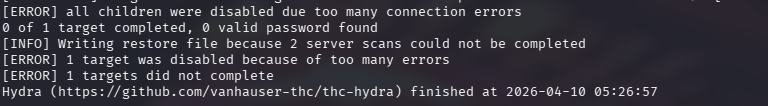 [ERROR] all children were disabled due too many connection errors
0 of 1 target completed, 0 valid password found
[INFO] Writing restore file because 2 server scans could not be completed
[ERROR] 1 target was disabled because of too many errors
[ERROR] 1 targets did not complete
Hydra (https://github.com/vanhauser-thc/thc-hydra) finished at 2026-04-10 05:26:57